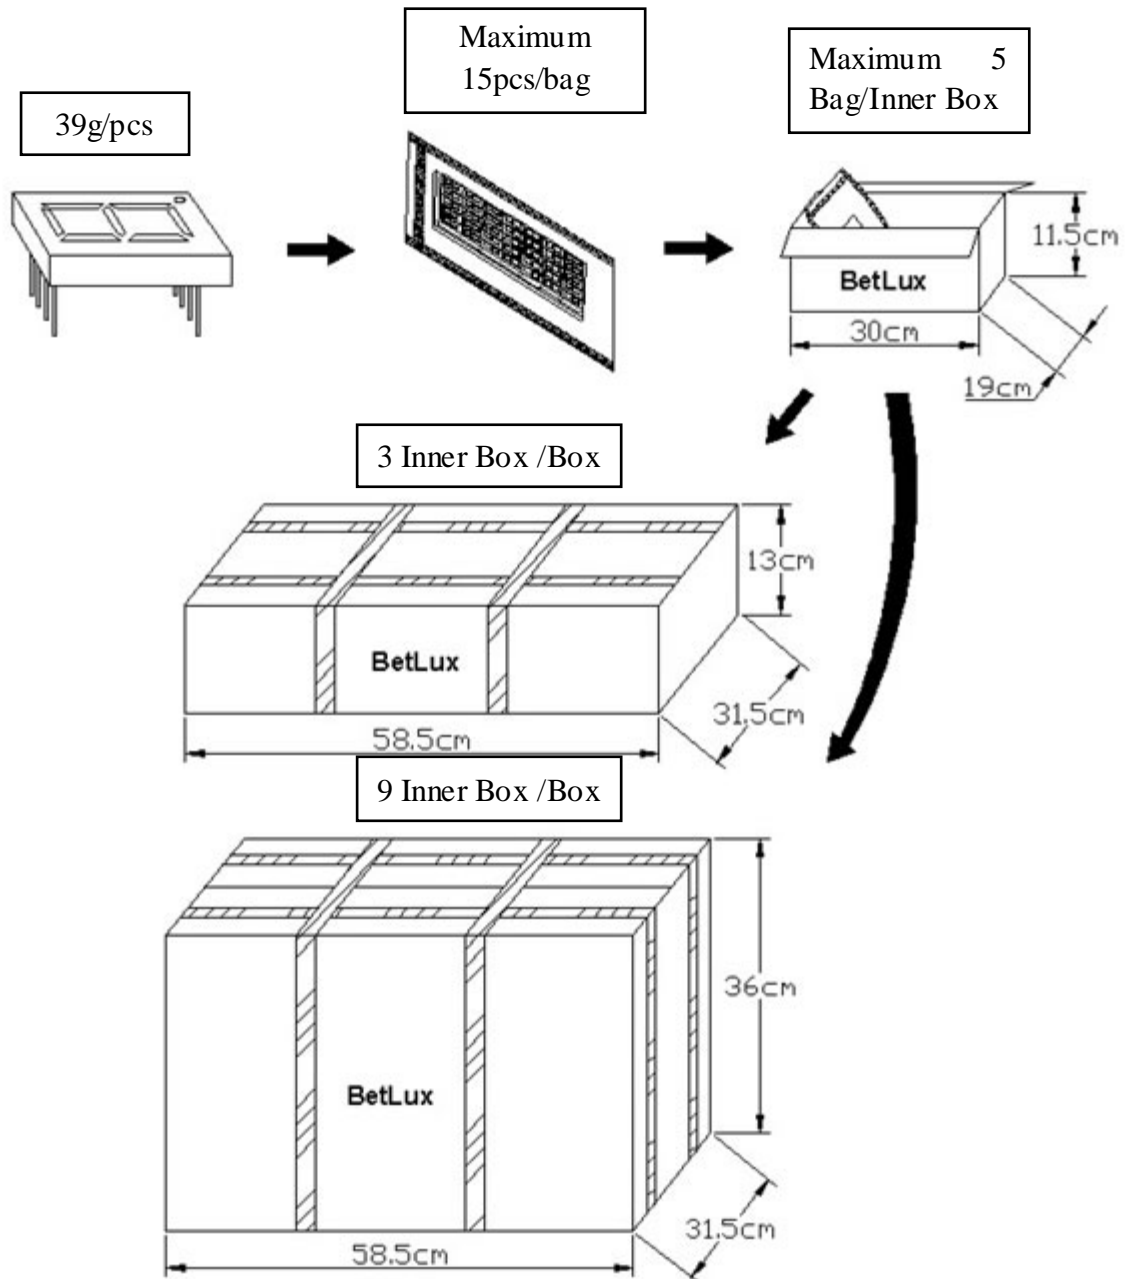 Maximum
15pcs/bag
Maximum 5
Bag/Inner Box
39g/pcs
11.5cm
BetLux
30cm
19cm
3 Inner Box /Box
13cm
BetLux
31.5cm
58.5cm
9 Inner Box /Box
36cm
BetLux
31.5cm
58.5cm